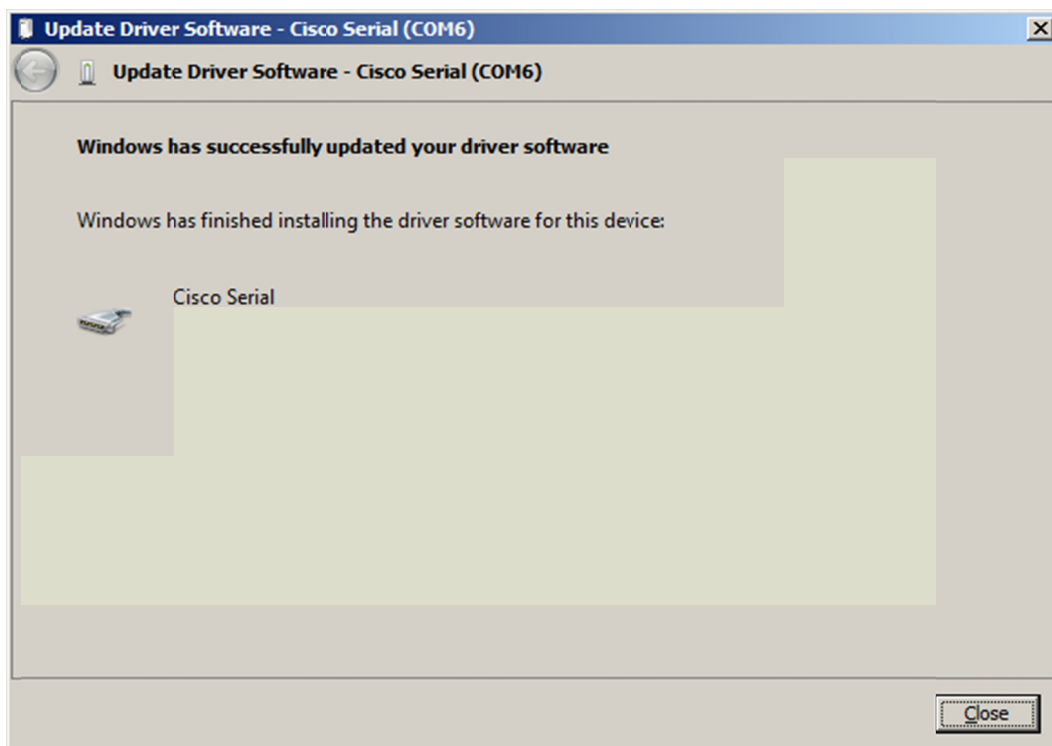 Update Driver Software - Cisco Serial (COM6)
Update Driver Software - Cisco Serial (COM6)
Windows has successfully updated your driver software
Windows has finished installing the driver software for this device:
Cisco Serial
Close